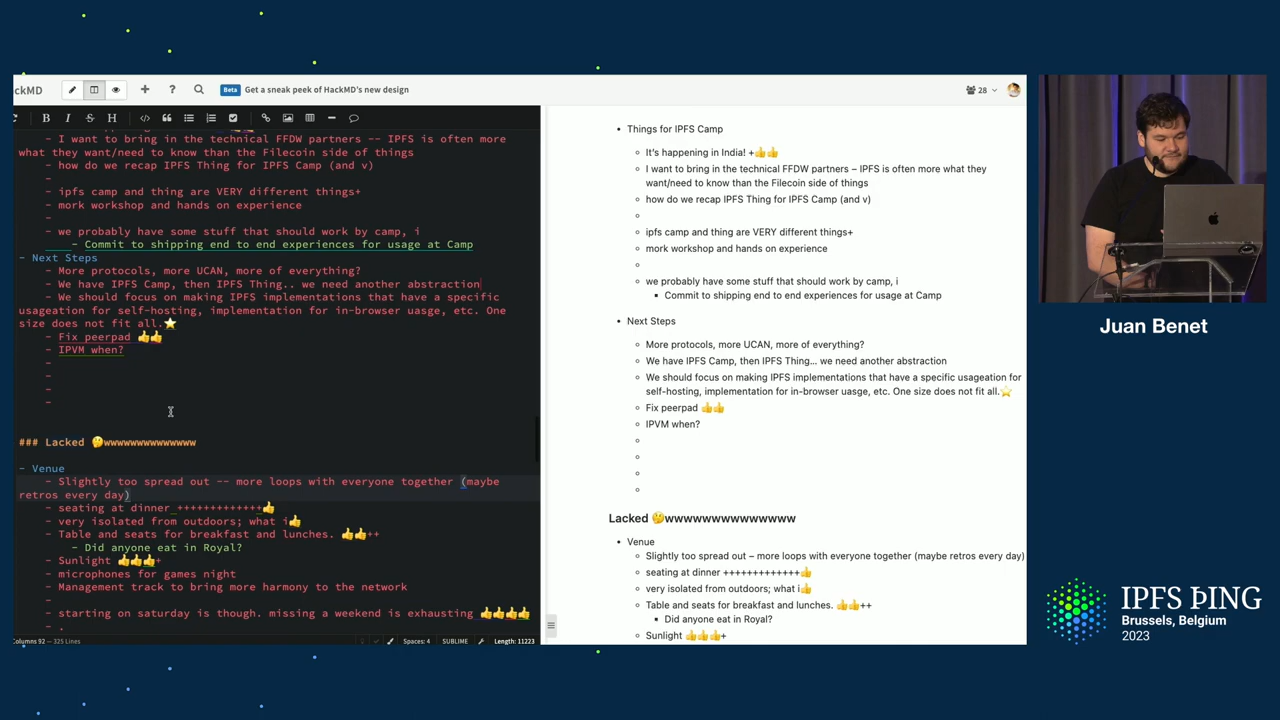 ckMD
Beta Get a sneak peek of HackMD's new design
28
B I S H
- I want to bring in the technical FFDW partners -- IPFS is often more
what they want/need to know than the Filecoin side of things
- how do we recap IPFS Thing for IPFS Camp (and v)
-
- ipfs camp and thing are VERY different things+
- mork workshop and hands on experience
-
- we probably have some stuff that should work by camp, i
- Commit to shipping end to end experiences for usage at Camp
- Next Steps
- More protocols, more UCAN, more of everything?
- We have IPFS Camp, then IPFS Thing.. we need another abstraction
- We should focus on making IPFS implementations that have a specific
usageation for self-hosting, implementation for in-browser uasge, etc. One
size does not fit all.⭐
- Fix peerpad 👍👍
- IPVM when?
-
-
-
-
### Lacked 🤔wwwwwwwwwwwwwww
- Venue
- Slightly too spread out -- more loops with everyone together (maybe
retros every day)
- seating at dinner +++++++++++++👍
- very isolated from outdoors; what i👍
- Table and seats for breakfast and lunches. 👍👍++
- Did anyone eat in Royal?
- Sunlight 👍👍👍+
- microphones for games night
- Management track to bring more harmony to the network
-
- starting on saturday is though. missing a weekend is exhausting 👍👍👍👍
- .
Columns 92 — 325 Lines
Spaces: 4
SUBLIME
Length: 11223
• Things for IPFS Camp
◦ It's happening in India! +👍👍
◦ I want to bring in the technical FFDW partners – IPFS is often more what they
want/need to know than the Filecoin side of things
◦ how do we recap IPFS Thing for IPFS Camp (and v)
◦
◦ ipfs camp and thing are VERY different things+
◦ mork workshop and hands on experience
◦
◦ we probably have some stuff that should work by camp, i
▪ Commit to shipping end to end experiences for usage at Camp
• Next Steps
◦ More protocols, more UCAN, more of everything?
◦ We have IPFS Camp, then IPFS Thing… we need another abstraction
◦ We should focus on making IPFS implementations that have a specific usageation for
self-hosting, implementation for in-browser uasge, etc. One size does not fit all.⭐
◦ Fix peerpad 👍👍
◦ IPVM when?
◦
◦
◦
◦
Lacked 🤔wwwwwwwwwwwwwww
• Venue
◦ Slightly too spread out – more loops with everyone together (maybe retros every day)
◦ seating at dinner +++++++++++++👍
◦ very isolated from outdoors; what i👍
◦ Table and seats for breakfast and lunches. 👍👍++
▪ Did anyone eat in Royal?
◦ Sunlight 👍👍👍+
Juan Benet
IPFS ÞING
Brussels, Belgium
2023